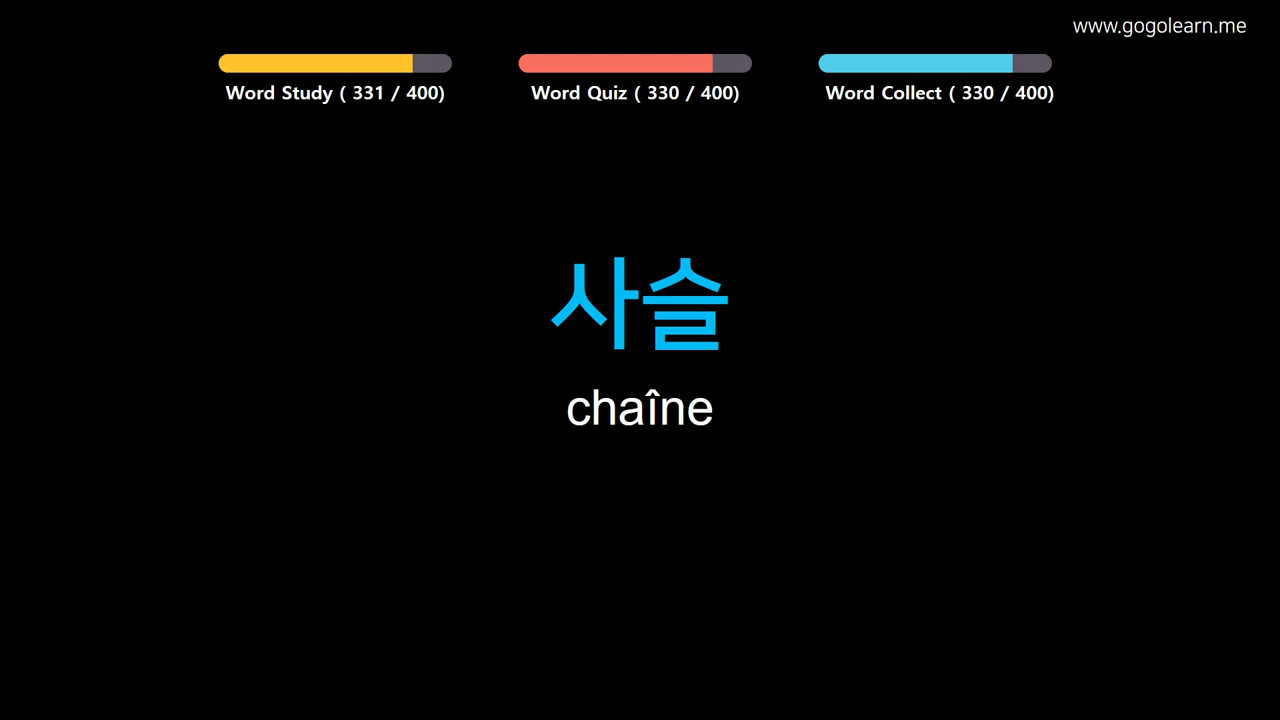 www.gogolearn.me
Word Study ( 331 / 400)
Word Quiz ( 330 / 400)
Word Collect ( 330 / 400)
사슬
chaîne